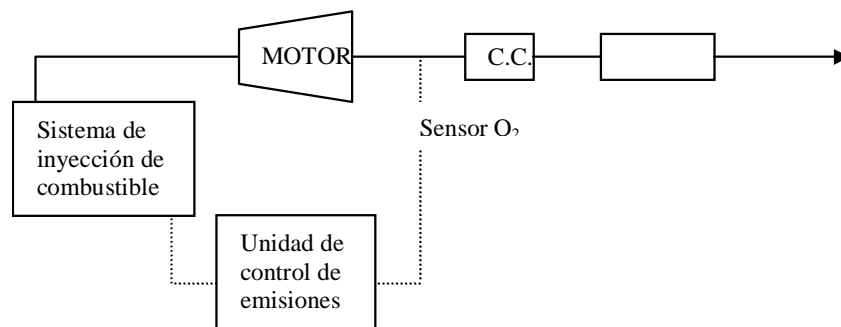 MOTOR
C.C.
Sensor O₂
Sistema de
inyección de
combustible
Unidad de
control de
emisiones